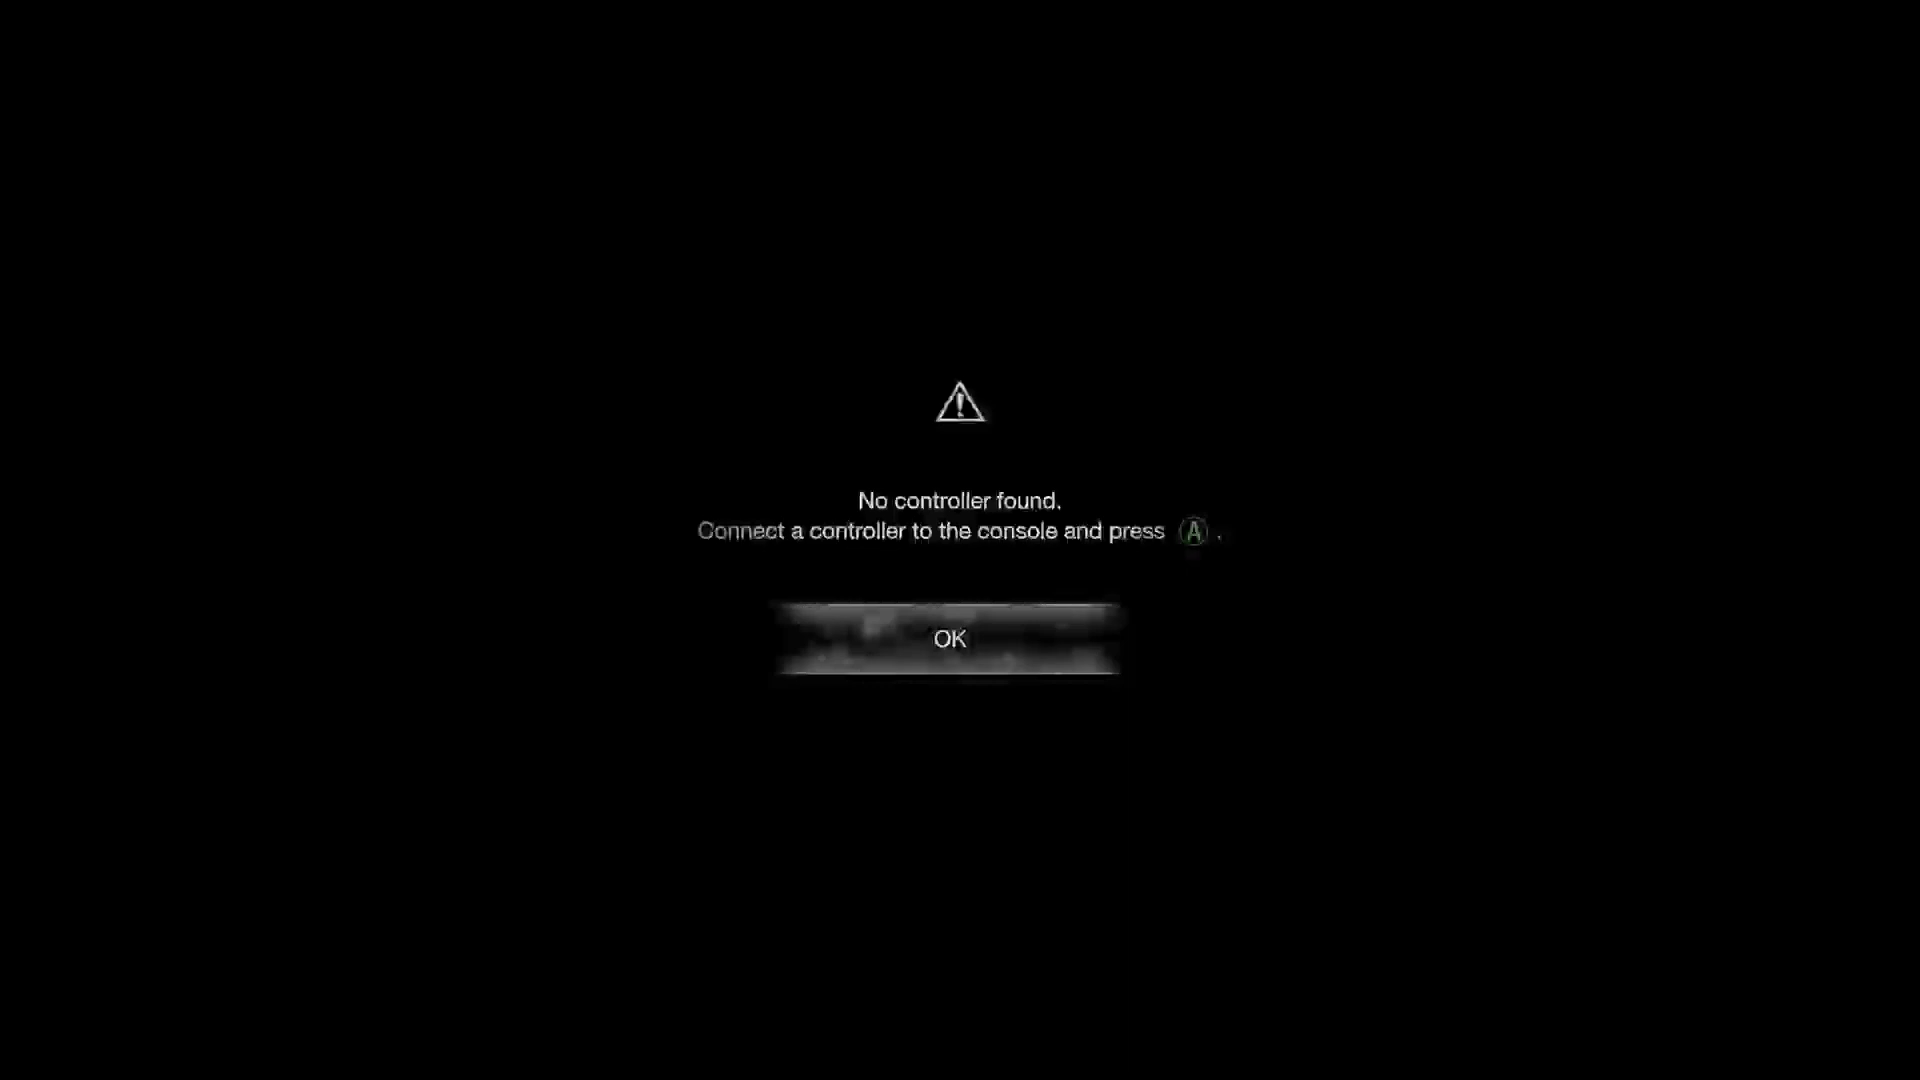 No controller found.
Connect a controller to the console and press Ⓐ .
OK